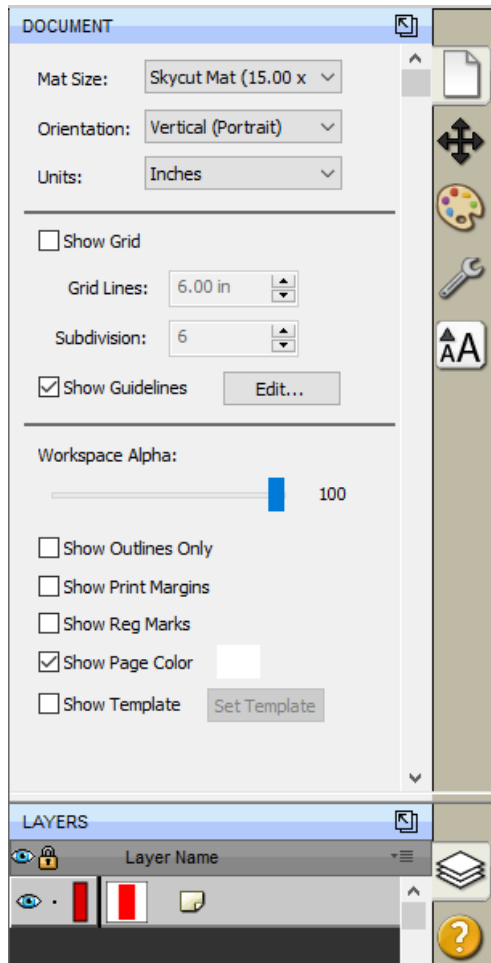 DOCUMENT
Mat Size: Skycut Mat (15.00 x
Orientation: Vertical (Portrait)
Units: Inches
Show Grid
Grid Lines: 6.00 in
Subdivision: 6
Show Guidelines Edit...
Workspace Alpha:
100
Show Outlines Only
Show Print Margins
Show Reg Marks
Show Page Color
Show Template Set Template
AA
LAYERS
Layer Name
?